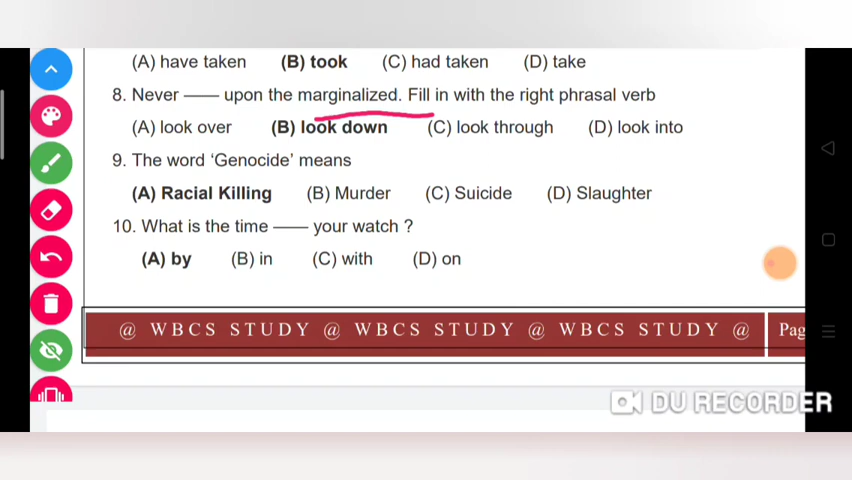 (A) have taken (B) took (C) had taken (D) take
8. Never —— upon the marginalized. Fill in with the right phrasal verb
(A) look over (B) look down (C) look through (D) look into
9. The word ‘Genocide’ means
(A) Racial Killing (B) Murder (C) Suicide (D) Slaughter
10. What is the time —— your watch ?
(A) by (B) in (C) with (D) on
@ WBCS STUDY @ WBCS STUDY @ WBCS STUDY @ Pag
DU RECORDER